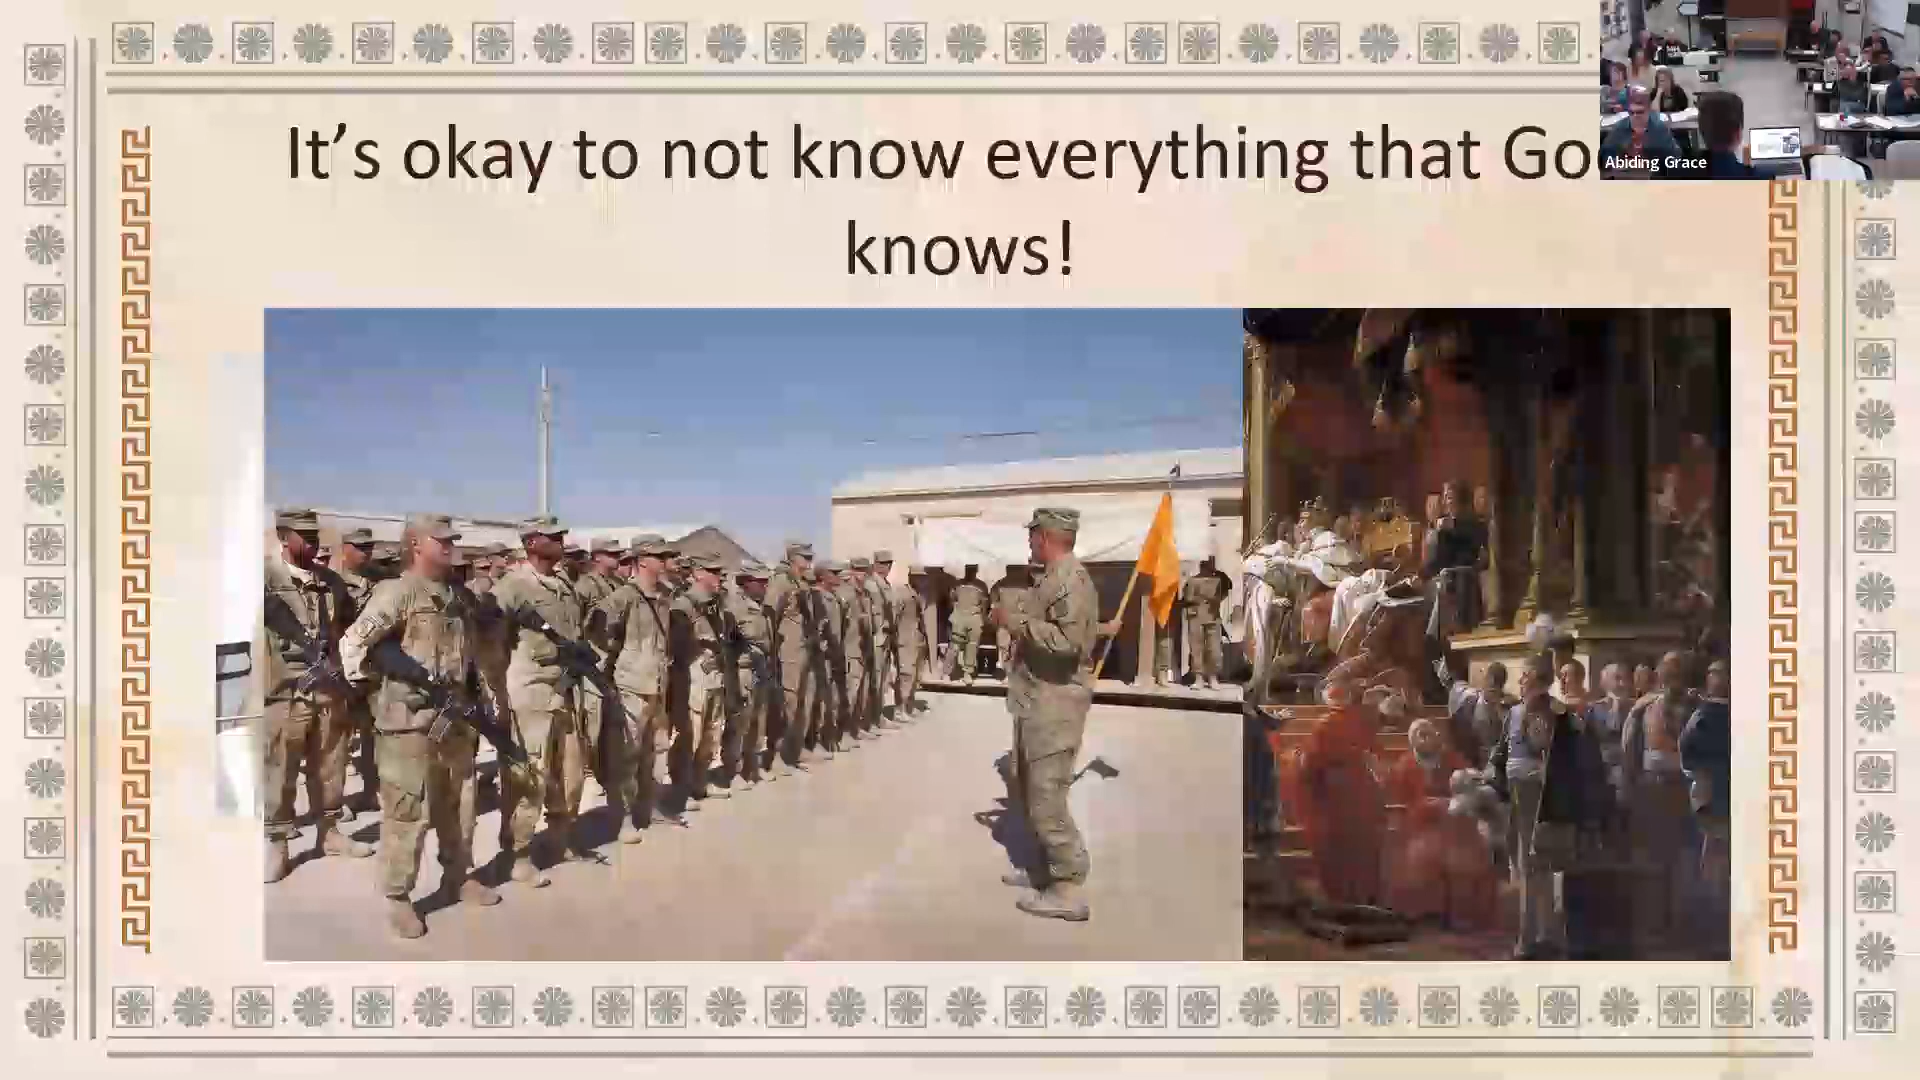 It's okay to not know everything that Go
knows!
Abiding Grace